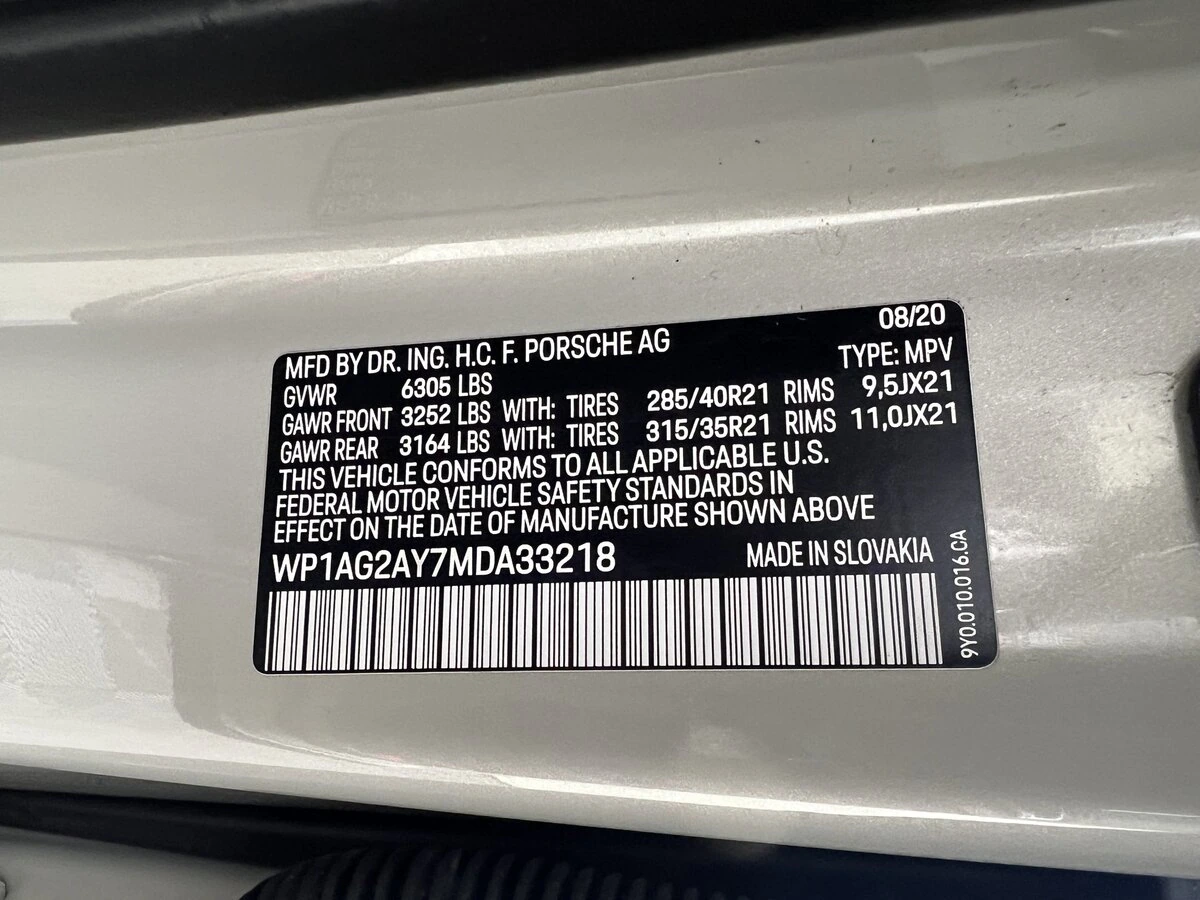 08/20
MFD BY DR. ING. H.C. F. PORSCHE AG
TYPE: MPV
GVWR 6305 LBS
GAWR FRONT 3252 LBS WITH: TIRES 285/40R21 RIMS 9,5JX21
GAWR REAR 3164 LBS WITH: TIRES 315/35R21 RIMS 11,0JX21
THIS VEHICLE CONFORMS TO ALL APPLICABLE U.S.
FEDERAL MOTOR VEHICLE SAFETY STANDARDS IN
EFFECT ON THE DATE OF MANUFACTURE SHOWN ABOVE
WP1AG2AY7MDA33218 MADE IN SLOVAKIA
9Y0.010.016.CA